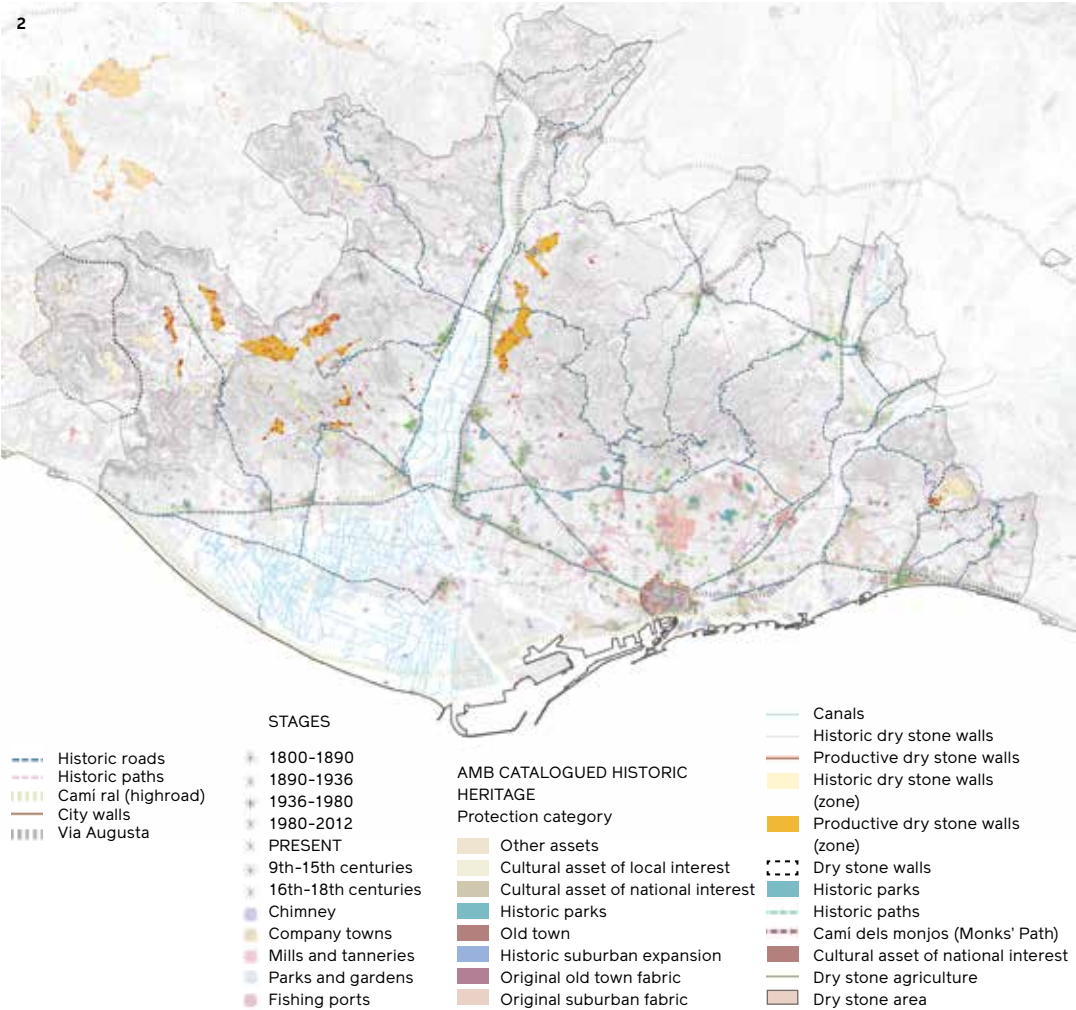 2
Historic roads
Historic paths
Camí ral (highroad)
City walls
Via Augusta
STAGES
1800-1890
1890-1936
1936-1980
1980-2012
PRESENT
9th-15th centuries
16th-18th centuries
Chimney
Company towns
Mills and tanneries
Parks and gardens
Fishing ports
AMB CATALOGUED HISTORIC
HERITAGE
Protection category
Other assets
Cultural asset of local interest
Cultural asset of national interest
Historic parks
Old town
Historic suburban expansion
Original old town fabric
Original suburban fabric
Canals
Historic dry stone walls
Productive dry stone walls
Historic dry stone walls
(zone)
Productive dry stone walls
(zone)
Dry stone walls
Historic parks
Historic paths
Camí dels monjos (Monks' Path)
Cultural asset of national interest
Dry stone agriculture
Dry stone area